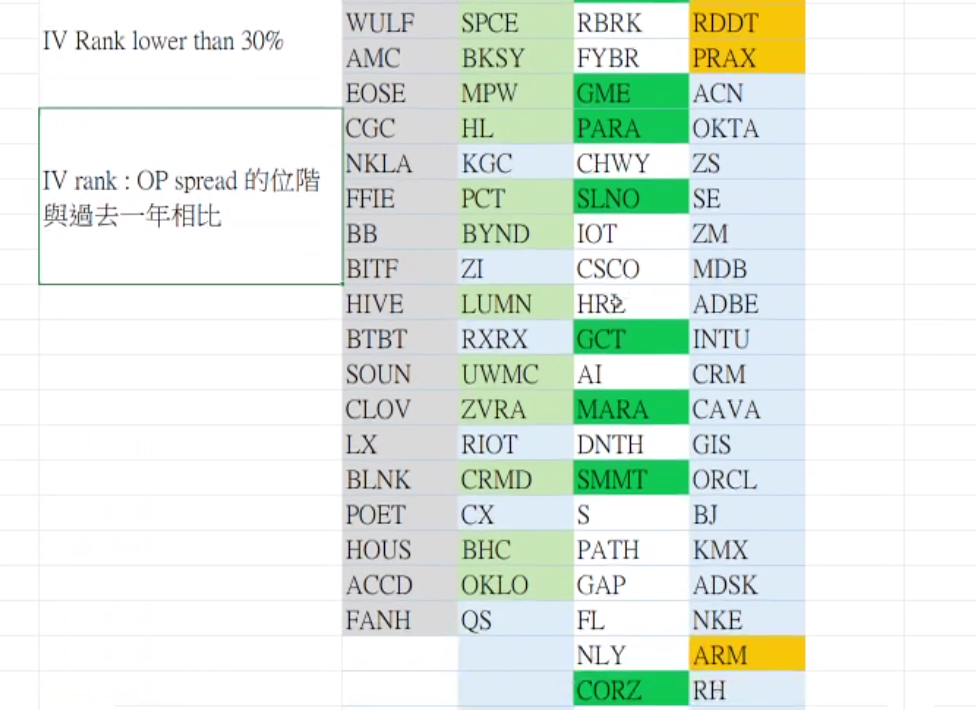 WULF SPCE RBRK RDDT
IV Rank lower than 30%
AMC BKSY FYBR PRAX
EOSE MPW GME ACN
CGC HL PARA OKTA
NKLA KGC CHWY ZS
IV rank : OP spread 的位階
與過去一年相比
FFIE PCT SLNO SE
BB BYND IOT ZM
BITF ZI CSCO MDB
HIVE LUMN ADBE
BTBT RXRX GCT INTU
SOUN UWMC AI CRM
CLOV ZVRA MARA CAVA
LX RIOT DNTH GIS
BLNK CRMD SMMT ORCL
POET CX S BJ
HOUS BHC PATH KMX
ACCD OKLO GAP ADSK
FANH QS FL NKE
NLY ARM
CORZ RH